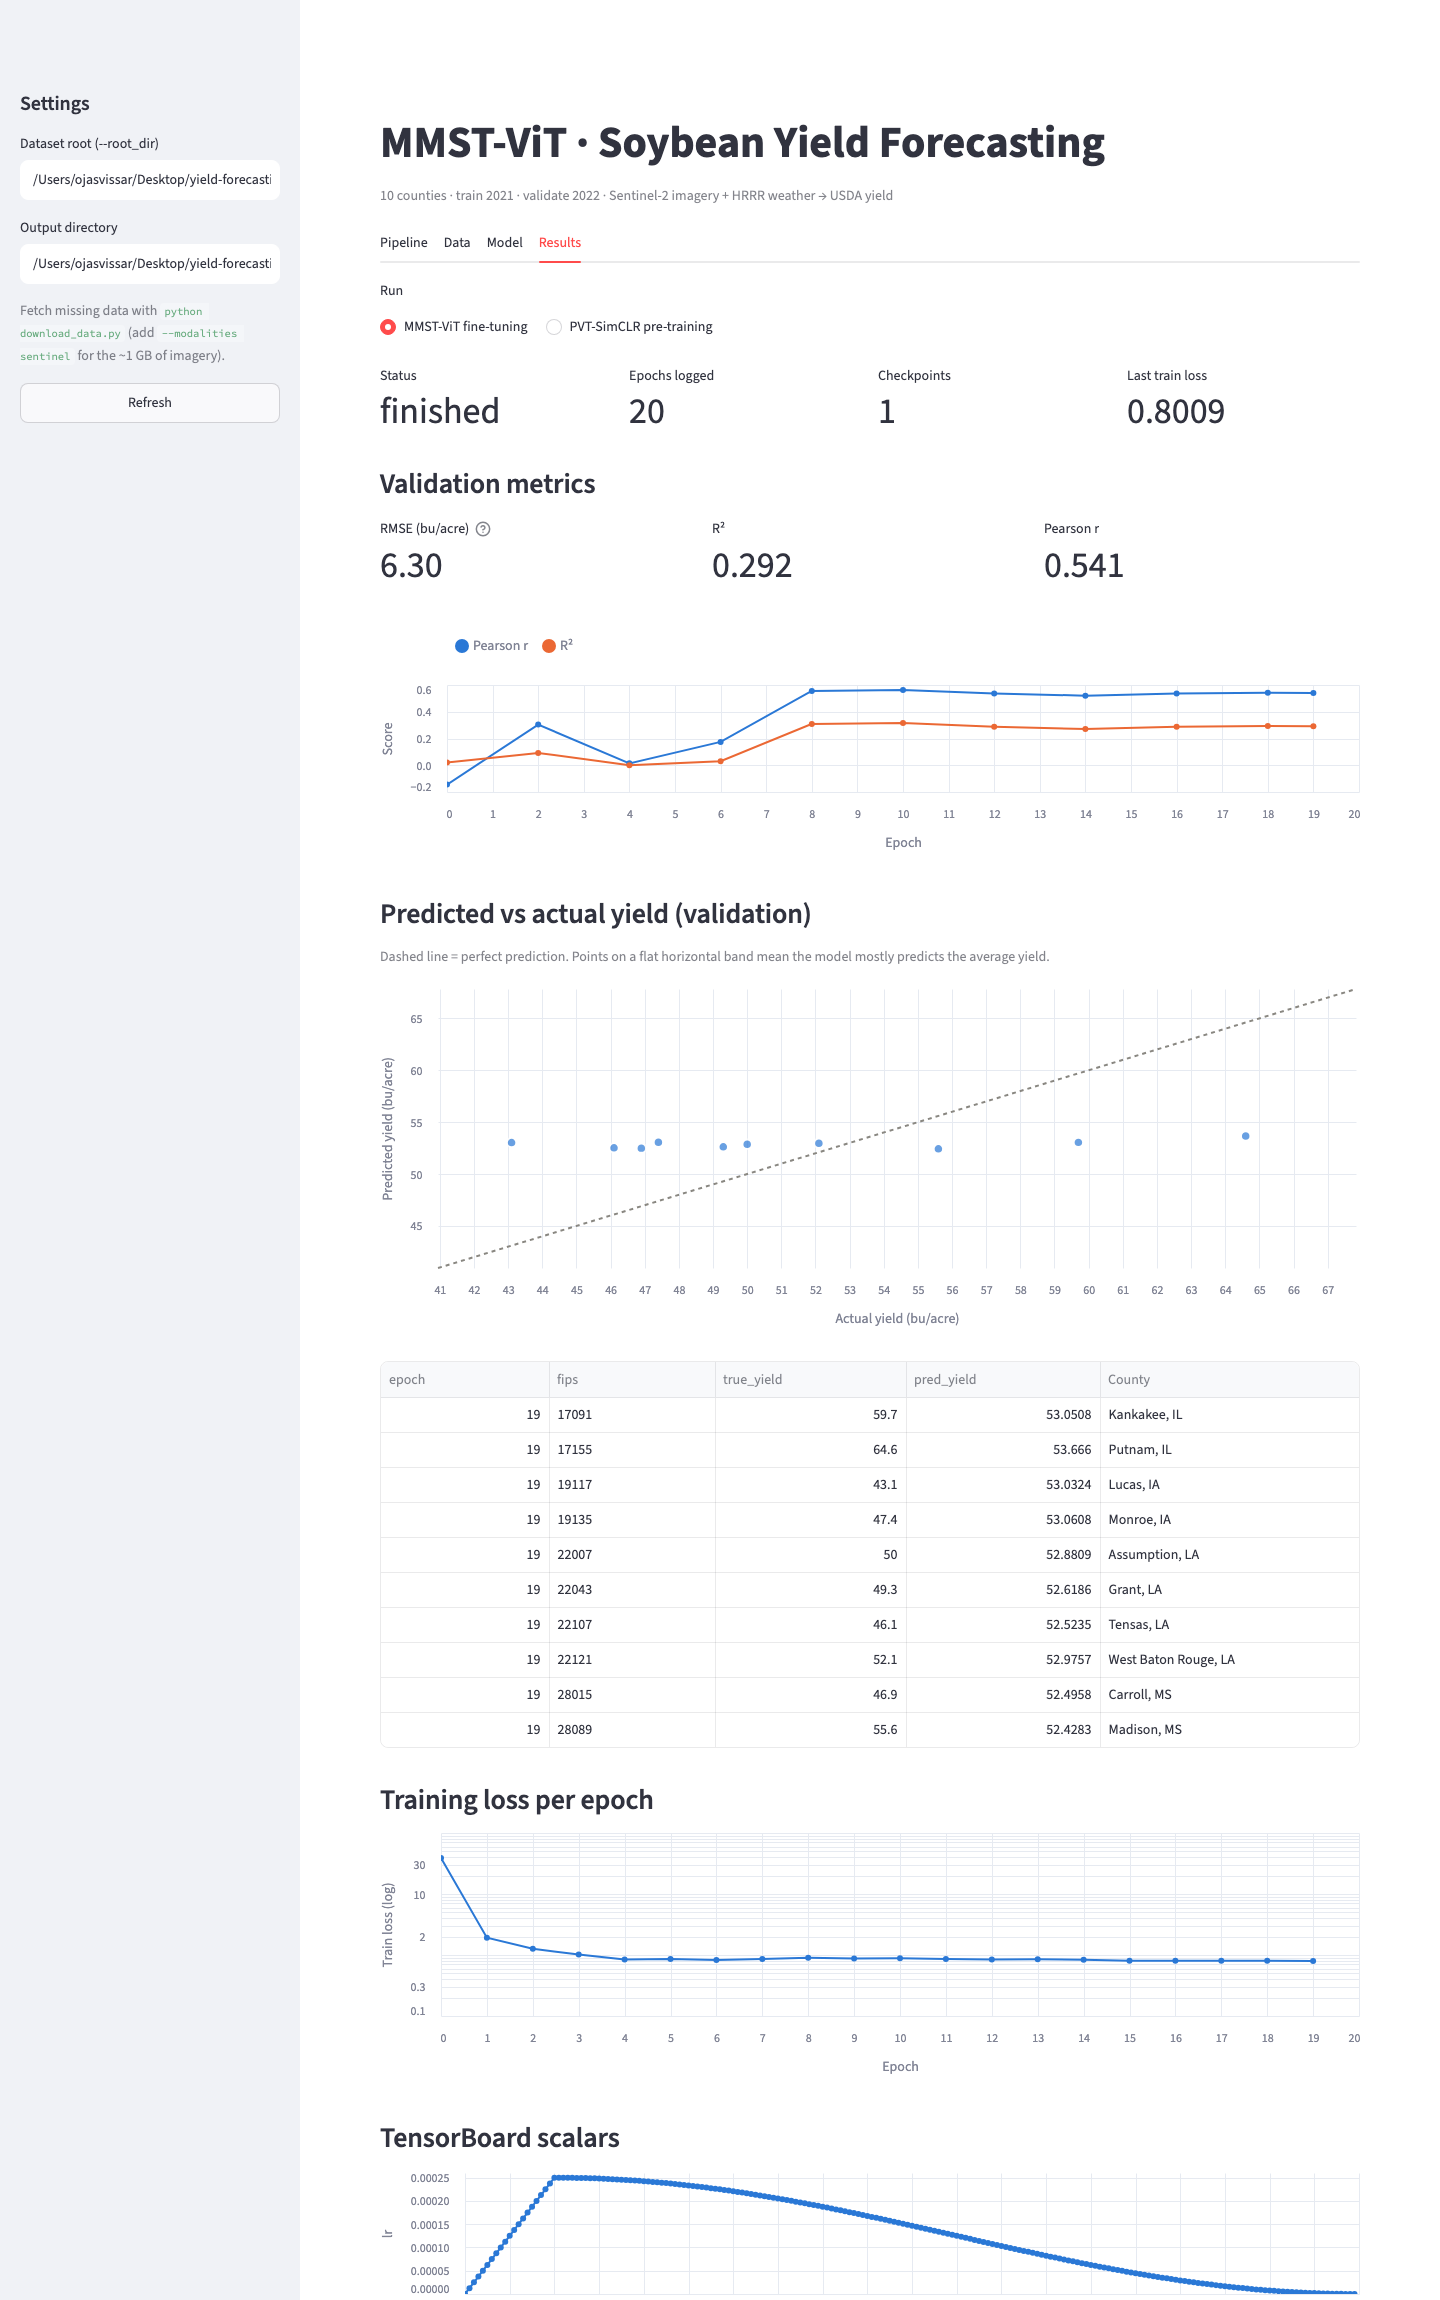 Settings
Dataset root (--root_dir)
/Users/ojasvissar/Desktop/yield-forecasti
Output directory
/Users/ojasvissar/Desktop/yield-forecasti
Fetch missing data with python
download_data.py (add --modalities
sentinel for the ~1 GB of imagery).
Refresh
MMST-ViT · Soybean Yield Forecasting
10 counties · train 2021 · validate 2022 · Sentinel-2 imagery + HRRR weather → USDA yield
Pipeline Data Model Results
Run
MMST-ViT fine-tuning PVT-SimCLR pre-training
Status Epochs logged Checkpoints Last train loss
finished 20 1 0.8009
Validation metrics
RMSE (bu/acre) ? R² Pearson r
6.30 0.292 0.541
Pearson r R²
0.6
0.4
0.2
0.0
−0.2
Score
0 1 2 3 4 5 6 7 8 9 10 11 12 13 14 15 16 17 18 19 20
Epoch
Predicted vs actual yield (validation)
Dashed line = perfect prediction. Points on a flat horizontal band mean the model mostly predicts the average yield.
65
60
55
50
45
Predicted yield (bu/acre)
41 42 43 44 45 46 47 48 49 50 51 52 53 54 55 56 57 58 59 60 61 62 63 64 65 66 67
Actual yield (bu/acre)
epoch fips true_yield pred_yield County
19 17091 59.7 53.0508 Kankakee, IL
19 17155 64.6 53.666 Putnam, IL
19 19117 43.1 53.0324 Lucas, IA
19 19135 47.4 53.0608 Monroe, IA
19 22007 50 52.8809 Assumption, LA
19 22043 49.3 52.6186 Grant, LA
19 22107 46.1 52.5235 Tensas, LA
19 22121 52.1 52.9757 West Baton Rouge, LA
19 28015 46.9 52.4958 Carroll, MS
19 28089 55.6 52.4283 Madison, MS
Training loss per epoch
30
10
2
0.3
0.1
Train loss (log)
0 1 2 3 4 5 6 7 8 9 10 11 12 13 14 15 16 17 18 19 20
Epoch
TensorBoard scalars
0.00025
0.00020
0.00015
0.00010
0.00005
0.00000
lr